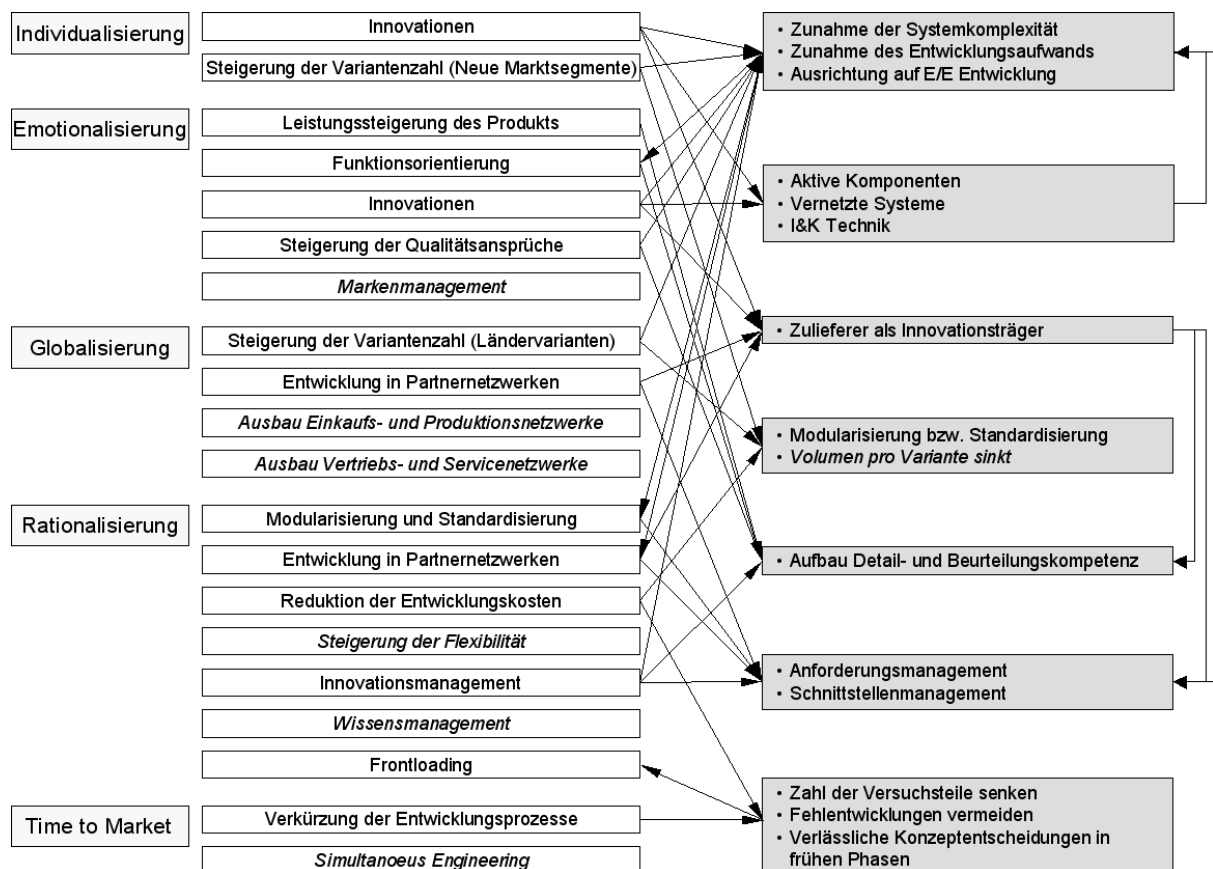 Individualisierung
Innovationen
Steigerung der Variantenzahl (Neue Marktsegmente)
Emotionalisierung
Leistungssteigerung des Produkts
Funktionsorientierung
Innovationen
Steigerung der Qualitätsansprüche
Markenmanagement
Globalisierung
Steigerung der Variantenzahl (Ländervarianten)
Entwicklung in Partnernetzwerken
Ausbau Einkaufs- und Produktionsnetzwerke
Ausbau Vertriebs- und Servicenetzwerke
Rationalisierung
Modularisierung und Standardisierung
Entwicklung in Partnernetzwerken
Reduktion der Entwicklungskosten
Steigerung der Flexibilität
Innovationsmanagement
Wissensmanagement
Frontloading
Time to Market
Verkürzung der Entwicklungsprozesse
Simultanoeus Engineering
• Zunahme der Systemkomplexität
• Zunahme des Entwicklungsaufwands
• Ausrichtung auf E/E Entwicklung
• Aktive Komponenten
• Vernetzte Systeme
• I&K Technik
• Zulieferer als Innovationsträger
• Modularisierung bzw. Standardisierung
• Volumen pro Variante sinkt
• Aufbau Detail- und Beurteilungskompetenz
• Anforderungsmanagement
• Schnittstellenmanagement
• Zahl der Versuchsteile senken
• Fehlentwicklungen vermeiden
• Verlässliche Konzeptentscheidungen in
frühen Phasen